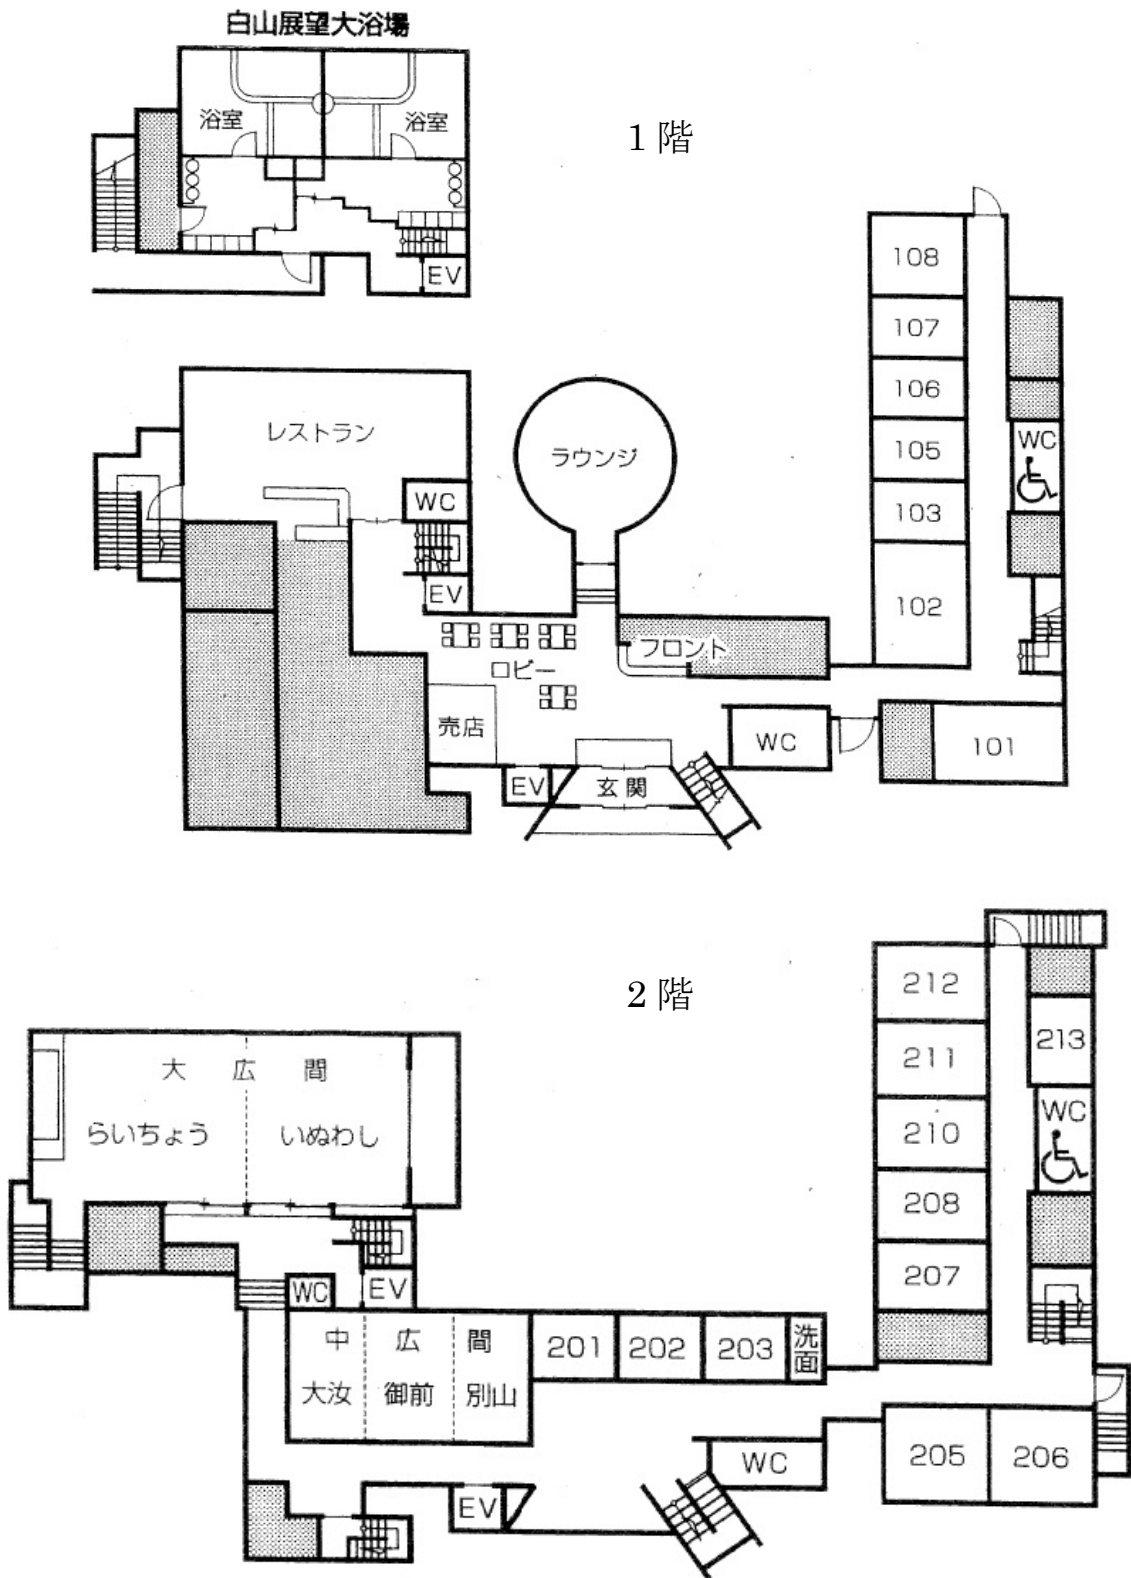 白山展望大浴場
浴室
浴室
EV
1階
108
107
106
105
103
102
WC
レストラン
ラウンジ
WC
EV
フロント
ロビー
売店
WC
101
EV
玄関
2階
212
211
210
208
207
213
WC
大広間
らいちょう
いぬわし
WC
EV
中広間
大汝
御前
別山
201
202
203
洗面
205
206
WC
EV